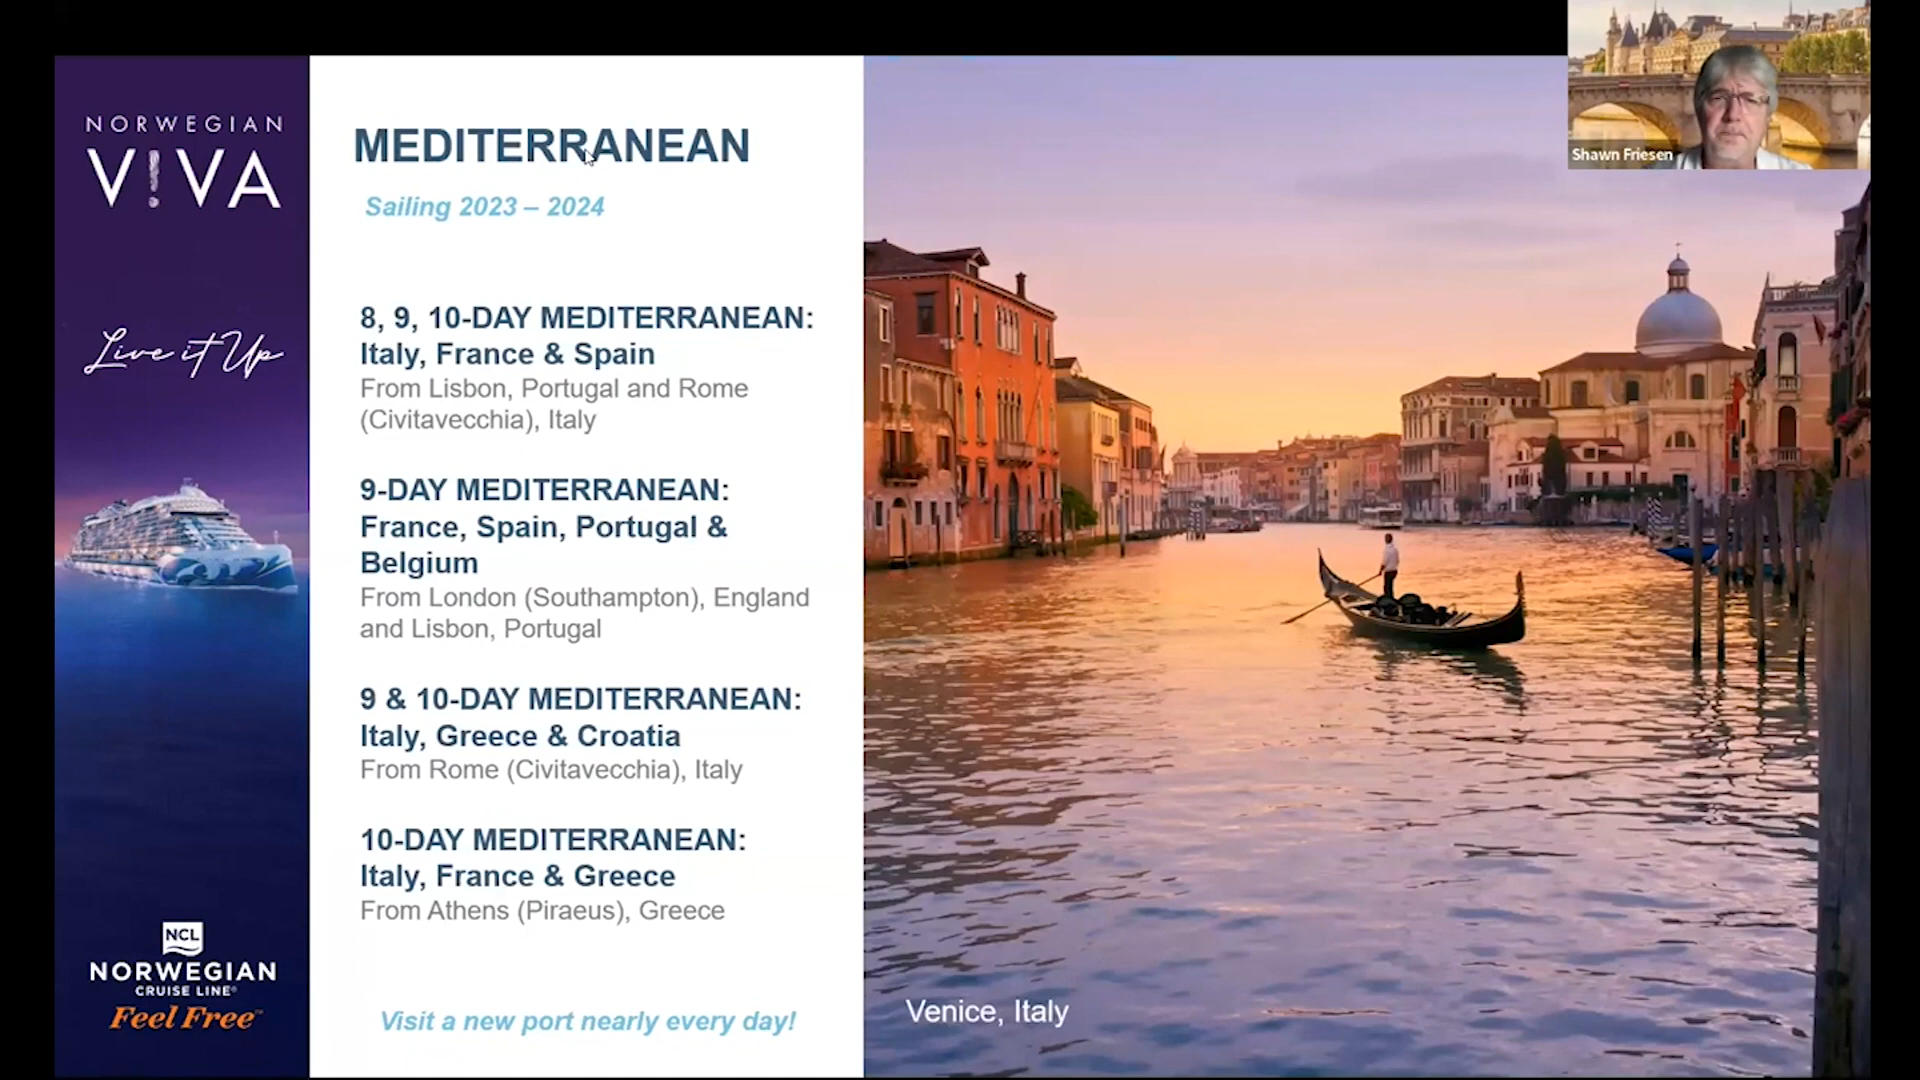 NORWEGIAN
V!VA
Live it Up
NCL
NORWEGIAN
CRUISE LINE®
Feel Free™
MEDITERRANEAN
Sailing 2023 – 2024
8, 9, 10-DAY MEDITERRANEAN:
Italy, France & Spain
From Lisbon, Portugal and Rome
(Civitavecchia), Italy
9-DAY MEDITERRANEAN:
France, Spain, Portugal &
Belgium
From London (Southampton), England
and Lisbon, Portugal
9 & 10-DAY MEDITERRANEAN:
Italy, Greece & Croatia
From Rome (Civitavecchia), Italy
10-DAY MEDITERRANEAN:
Italy, France & Greece
From Athens (Piraeus), Greece
Visit a new port nearly every day!
Venice, Italy
Shawn Friesen